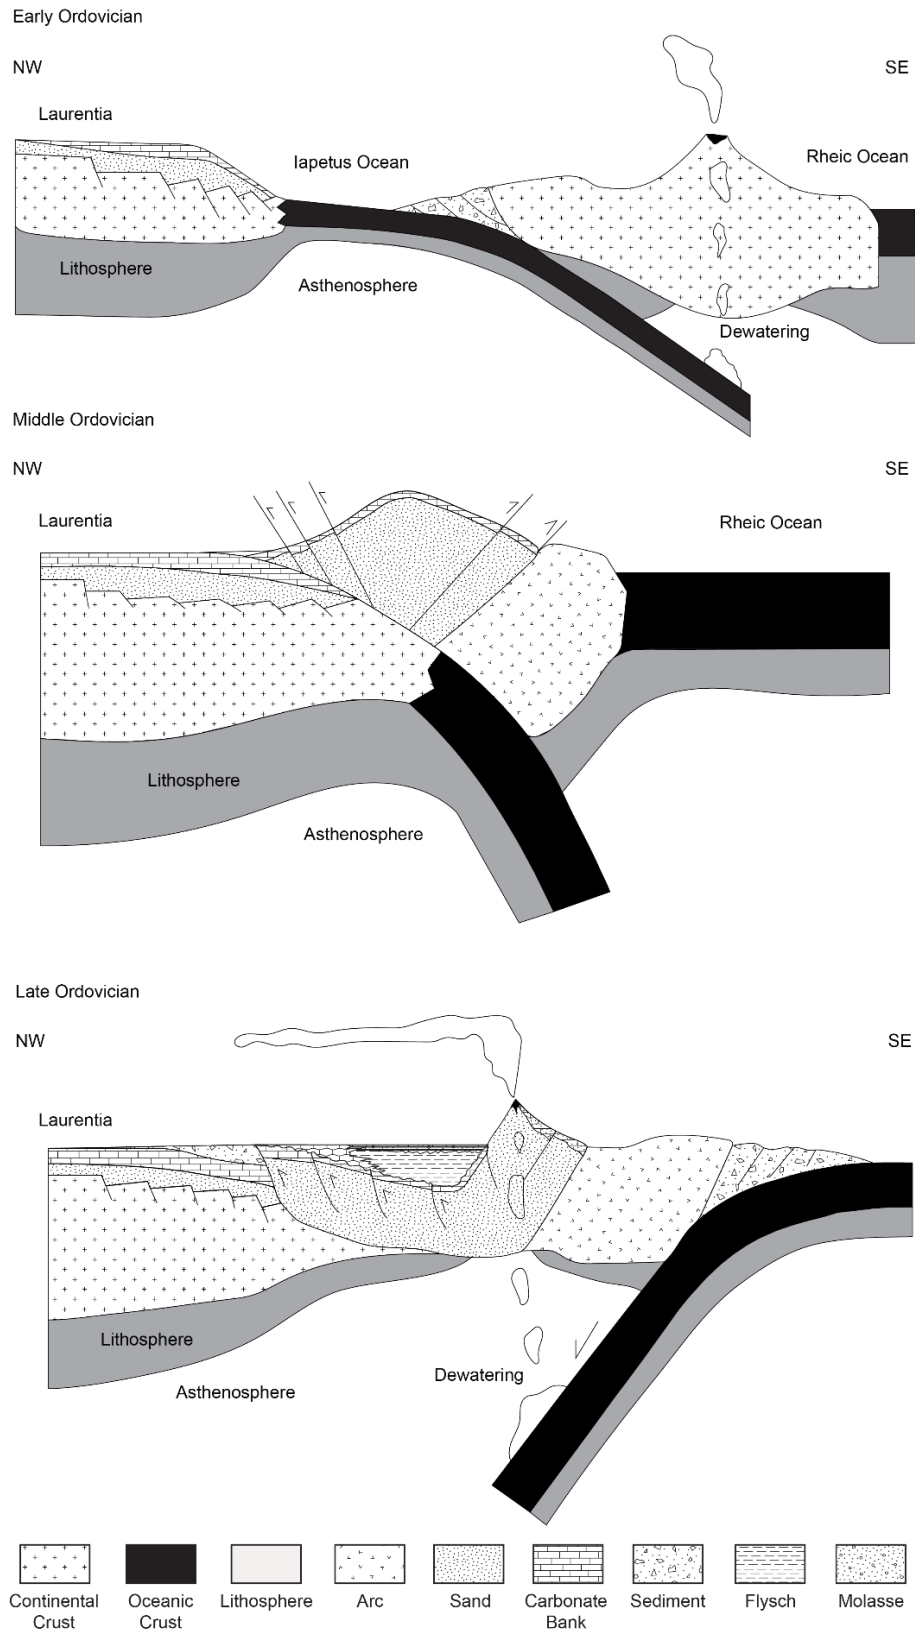 Early Ordovician
NW
SE
Laurentia
Iapetus Ocean
Rheic Ocean
Lithosphere
Asthenosphere
Dewatering
Middle Ordovician
NW
SE
Laurentia
Rheic Ocean
Lithosphere
Asthenosphere
Late Ordovician
NW
SE
Laurentia
Lithosphere
Dewatering
Asthenosphere
Continental
Crust
Oceanic
Crust
Lithosphere
Arc
Sand
Carbonate
Bank
Sediment
Flysch
Molasse